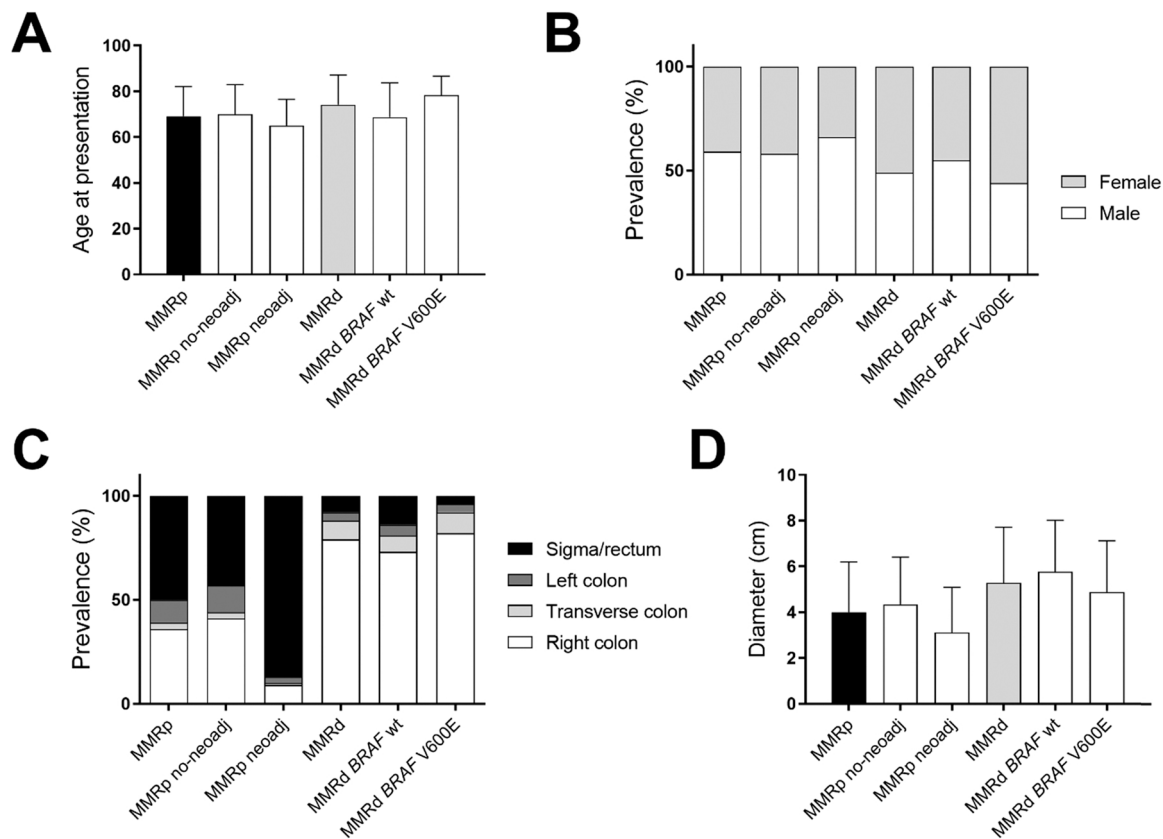 A
Age at presentation
100
80
60
40
20
0
MMRp
MMRp no-neoadj
MMRp neoadj
MMRd
MMRd BRAF wt
MMRd BRAF V600E
B
Prevalence (%)
100
50
0
MMRp
MMRp no-neoadj
MMRp neoadj
MMRd
MMRd BRAF wt
MMRd BRAF V600E
Female
Male
C
Prevalence (%)
100
50
0
MMRp
MMRp no-neoadj
MMRp neoadj
MMRd
MMRd BRAF wt
MMRd BRAF V600E
Sigma/rectum
Left colon
Transverse colon
Right colon
D
Diameter (cm)
10
8
6
4
2
0
MMRp
MMRp no-neoadj
MMRp neoadj
MMRd
MMRd BRAF wt
MMRd BRAF V600E